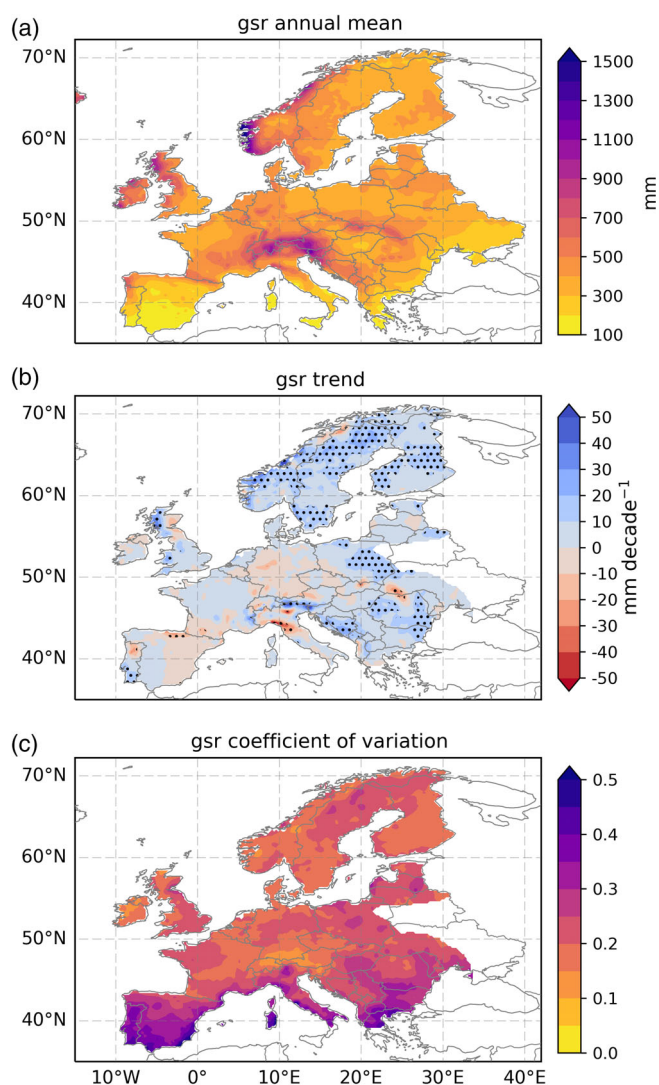 (a)
gsr annual mean
70°N
60°N
50°N
40°N
1500
1300
1100
900
700
500
300
100
mm
(b)
gsr trend
70°N
60°N
50°N
40°N
50
40
30
20
10
0
-10
-20
-30
-40
-50
mm decade⁻¹
(c)
gsr coefficient of variation
70°N
60°N
50°N
40°N
0.5
0.4
0.3
0.2
0.1
0.0
10°W 0° 10°E 20°E 30°E 40°E